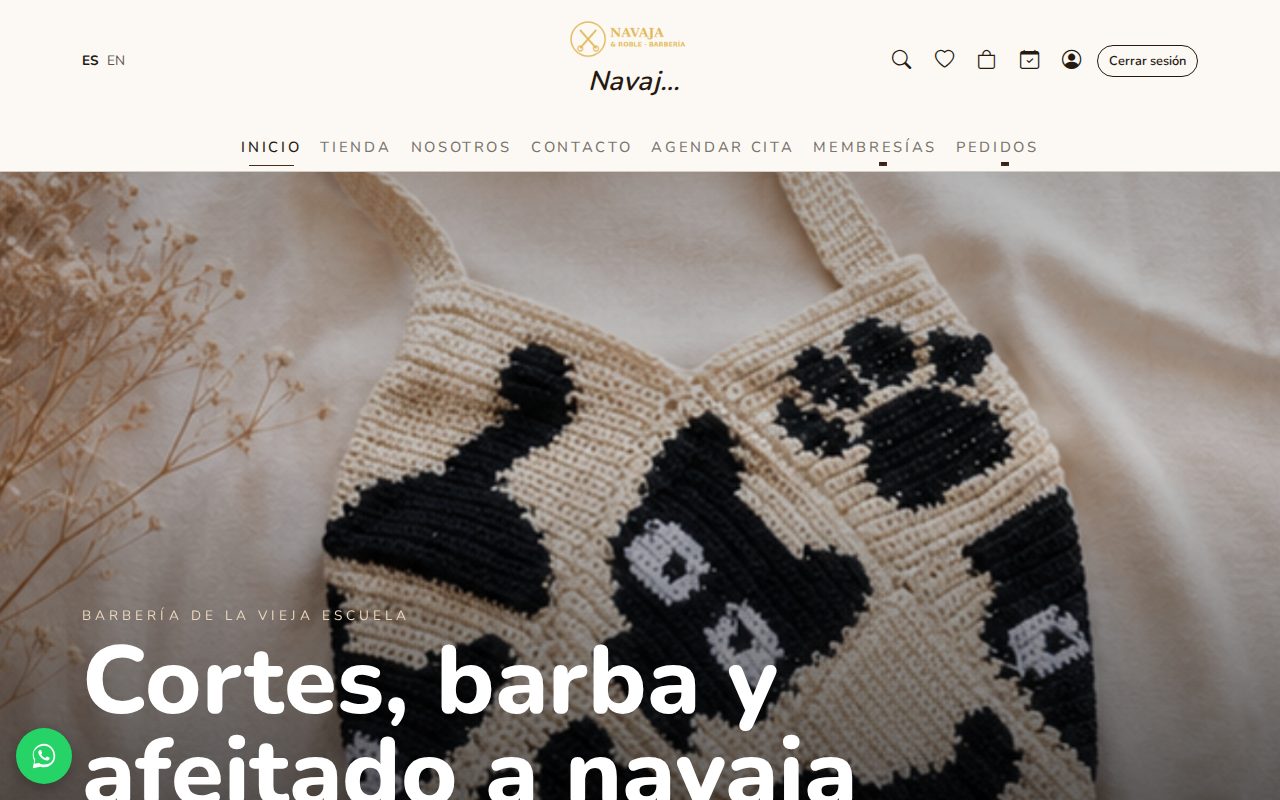 ES EN
NAVAJA
& ROBLE · BARBERÍA
Navaj...
Cerrar sesión
INICIO TIENDA NOSOTROS CONTACTO AGENDAR CITA MEMBRESÍAS PEDIDOS
BARBERÍA DE LA VIEJA ESCUELA
Cortes, barba y
afeitado a navaja